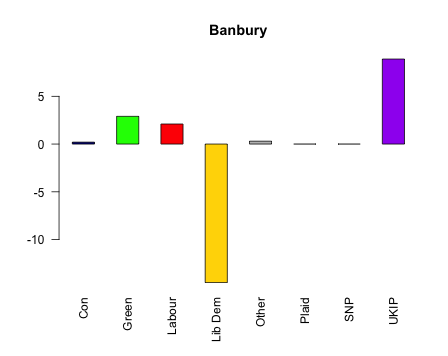 Banbury
5
0
-5
-10
Con
Green
Labour
Lib Dem
Other
Plaid
SNP
UKIP